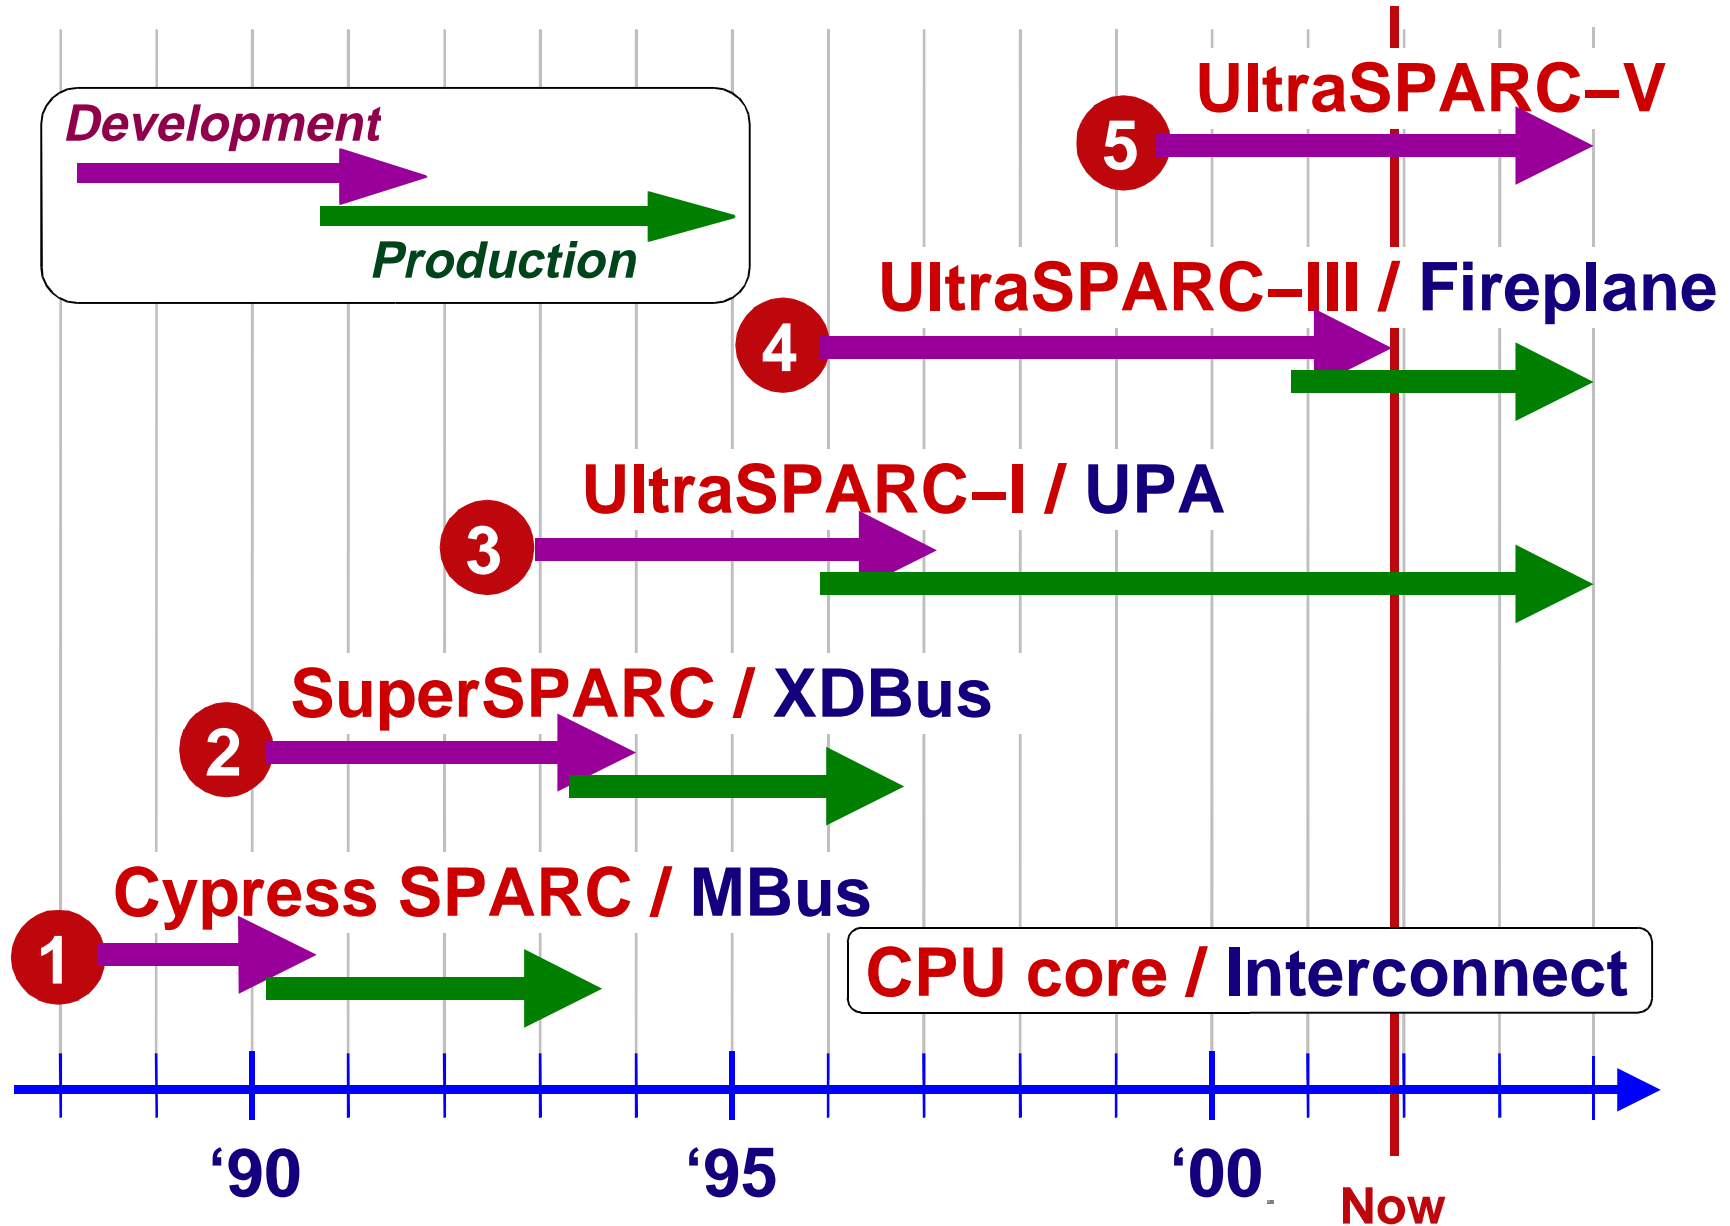 UltraSPARC–V
Development
5
Production
UltraSPARC–III / Fireplane
4
UltraSPARC–I / UPA
3
SuperSPARC / XDBus
2
Cypress SPARC / MBus
1
CPU core / Interconnect
‘90
‘95
‘00
Now